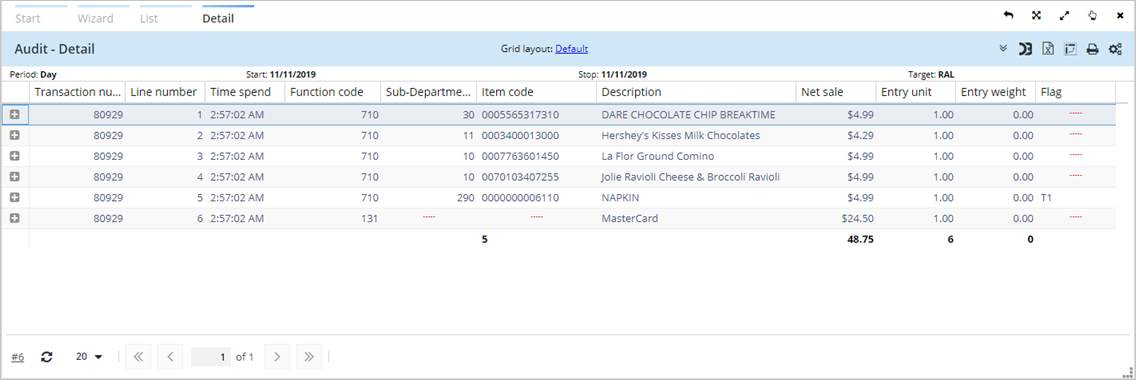 Start Wizard List Detail
Audit - Detail Grid layout: Default
Period: Day Start: 11/11/2019 Stop: 11/11/2019 Target: RAL
Transaction nu... Line number Time spend Function code Sub-Departme... Item code Description Net sale Entry unit Entry weight Flag
80929 1 2:57:02 AM 710 30 0005565317310 DARE CHOCOLATE CHIP BREAKTIME $4.99 1.00 0.00 -----
80929 2 2:57:02 AM 710 11 0003400013000 Hershey's Kisses Milk Chocolates $4.29 1.00 0.00 -----
80929 3 2:57:02 AM 710 10 0007763601450 La Flor Ground Comino $4.99 1.00 0.00 -----
80929 4 2:57:02 AM 710 10 0070103407255 Jolie Ravioli Cheese & Broccoli Ravioli $4.99 1.00 0.00 -----
80929 5 2:57:02 AM 710 290 0000000006110 NAPKIN $4.99 1.00 0.00 T1
80929 6 2:57:02 AM 131 ----- ----- MasterCard $24.50 1.00 0.00 -----
5 48.75 6 0
#6 20 1 of 1